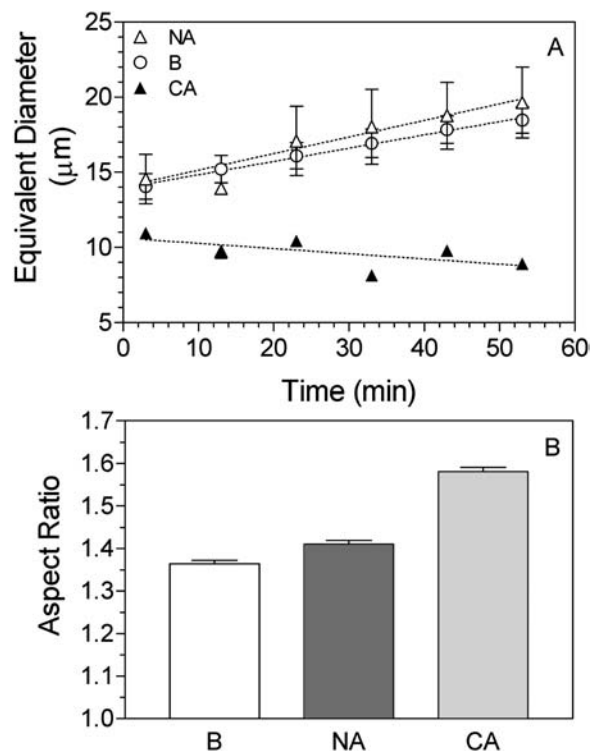 25
A
NA
B
CA
20
15
10
5
Equivalent Diameter
(μm)
0 10 20 30 40 50 60
Time (min)
1.7
B
1.6
1.5
1.4
1.3
1.2
1.1
1.0
Aspect Ratio
B NA CA